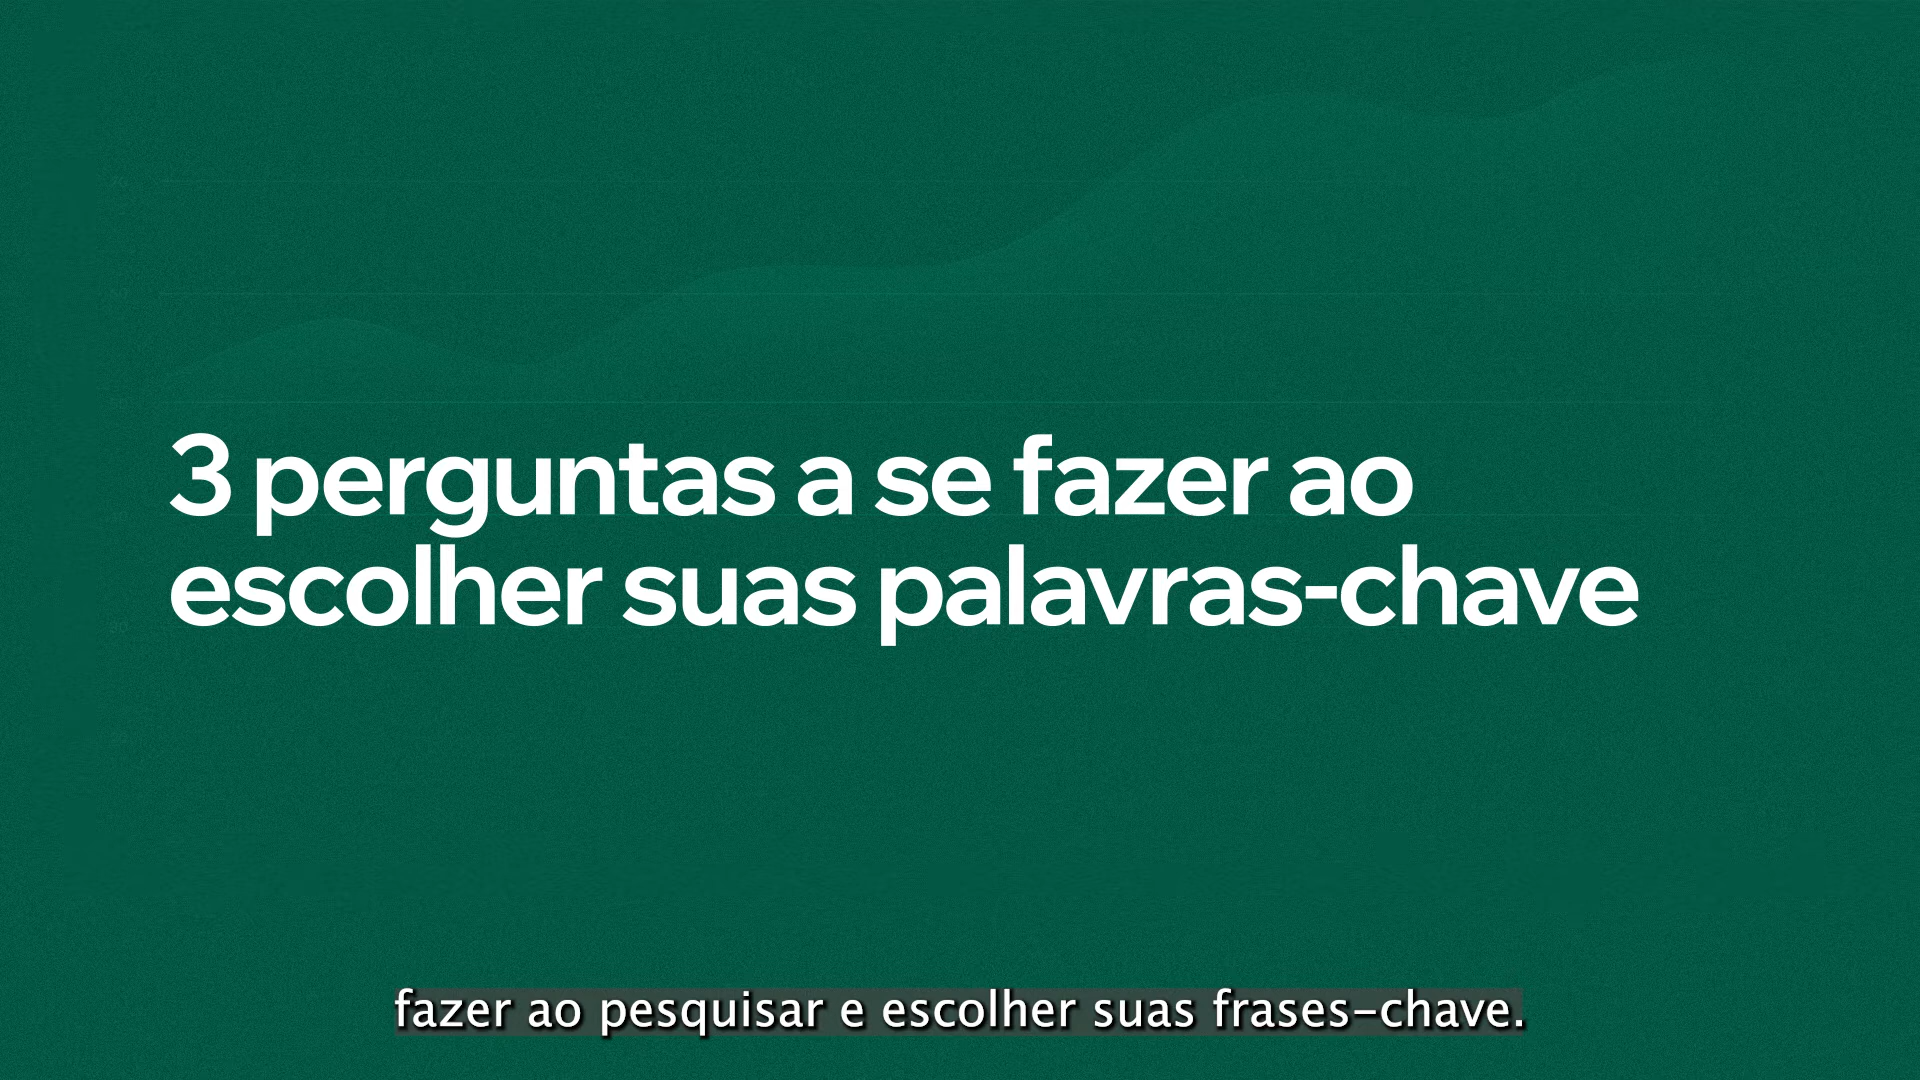 3 perguntas a se fazer ao
escolher suas palavras-chave
fazer ao pesquisar e escolher suas frases-chave.